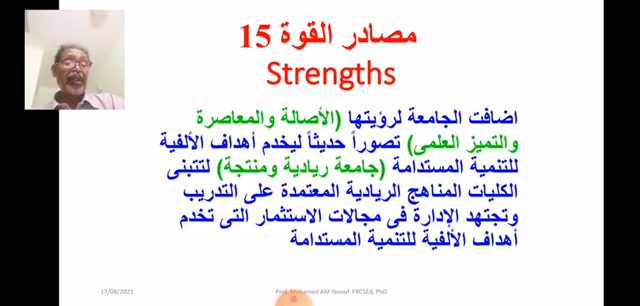 مصادر القوة 15
Strengths
اضافت الجامعة لرؤيتها (الأصالة والمعاصرة
والتميز العلمى) تصوراً حديثاً ليخدم أهداف الألفية
للتنمية المستدامة (جامعة ريادية ومنتجة) لتتبنى
الكليات المناهج الريادية المعتمدة على التدريب
وتجتهد الإدارة فى مجالات الاستثمار التى تخدم
أهداف الألفية للتنمية المستدامة
17/08/2021
Prof. Mohamed AM Ibnouf. FRCSEd, PhD